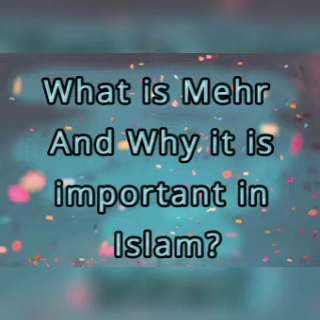 What is Mehr
And Why it is
important in
Islam?